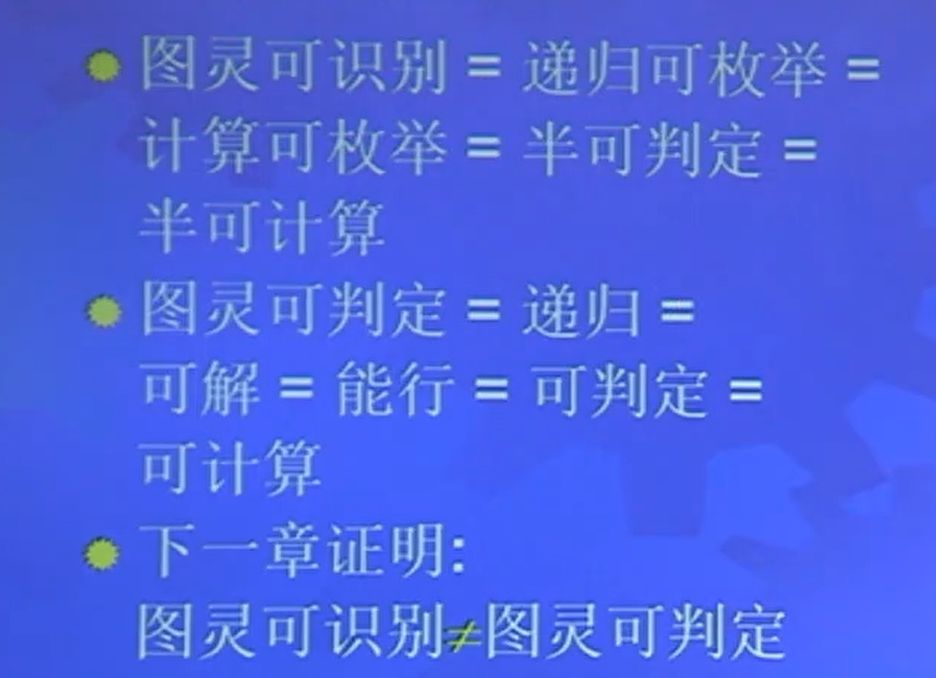 图灵可识别 = 递归可枚举 =
计算可枚举 = 半可判定 =
半可计算
图灵可判定 = 递归 =
可解 = 能行 = 可判定 =
可计算
下一章证明:
图灵可识别≠图灵可判定